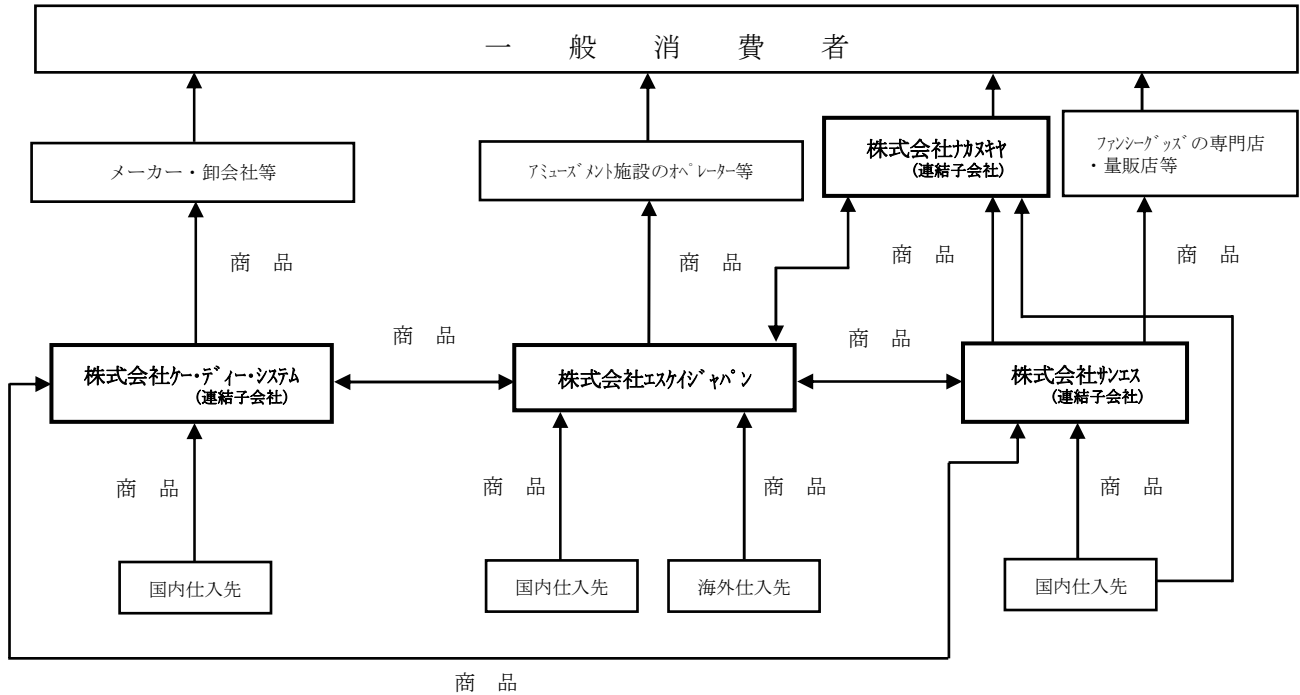 一 般 消 費 者
メーカー・卸会社等
アミューズメント施設のオペレーター等
株式会社ナカヌキヤ
(連結子会社)
ファンシーグッズの専門店
・量販店等
商 品
商 品
商 品
商 品
商 品
商 品
株式会社ケー・ディー・システム
(連結子会社)
株式会社エスケイジャパン
株式会社サンエス
(連結子会社)
商 品
商 品
商 品
商 品
国内仕入先
国内仕入先
海外仕入先
国内仕入先
商 品